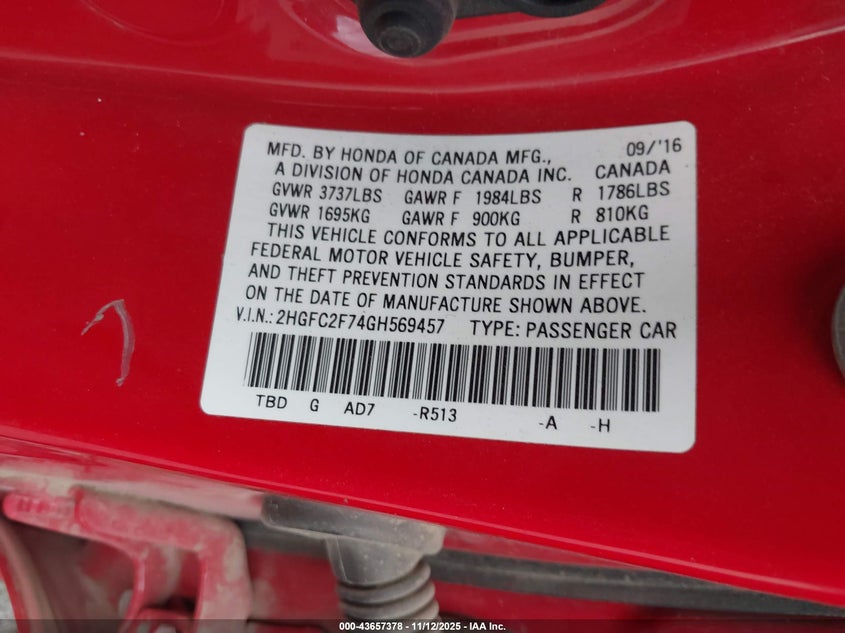 MFD. BY HONDA OF CANADA MFG., 09/'16
A DIVISION OF HONDA CANADA INC. CANADA
GVWR 3737LBS GAWR F 1984LBS R 1786LBS
GVWR 1695KG GAWR F 900KG R 810KG
THIS VEHICLE CONFORMS TO ALL APPLICABLE
FEDERAL MOTOR VEHICLE SAFETY, BUMPER,
AND THEFT PREVENTION STANDARDS IN EFFECT
ON THE DATE OF MANUFACTURE SHOWN ABOVE.
V.I.N.: 2HGFC2F74GH569457 TYPE: PASSENGER CAR
TBD G AD7 -R513 -A -H
000-43657378 - 11/12/2025 - IAA Inc.